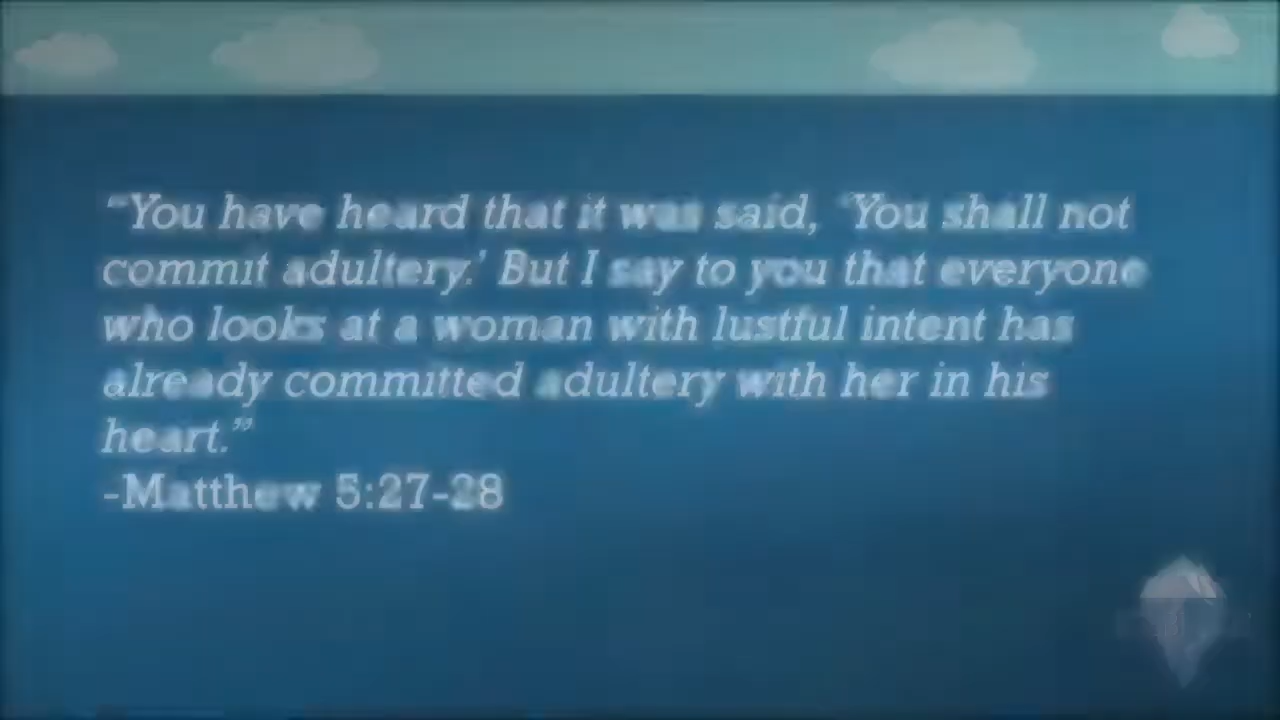 “You have heard that it was said, ‘You shall not
commit adultery.’ But I say to you that everyone
who looks at a woman with lustful intent has
already committed adultery with her in his
heart.”
-Matthew 5:27-28